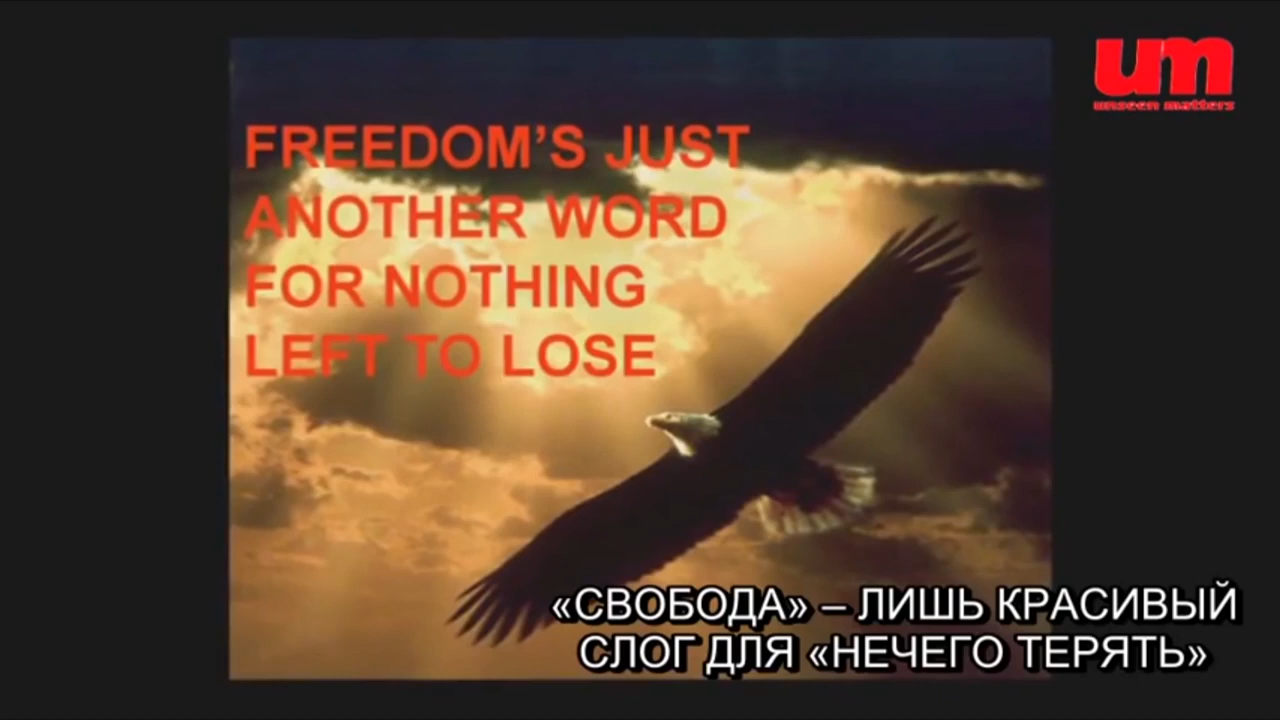 um
unseen matters
FREEDOM'S JUST
ANOTHER WORD
FOR NOTHING
LEFT TO LOSE
«СВОБОДА» – ЛИШЬ КРАСИВЫЙ
СЛОГ ДЛЯ «НЕЧЕГО ТЕРЯТЬ»